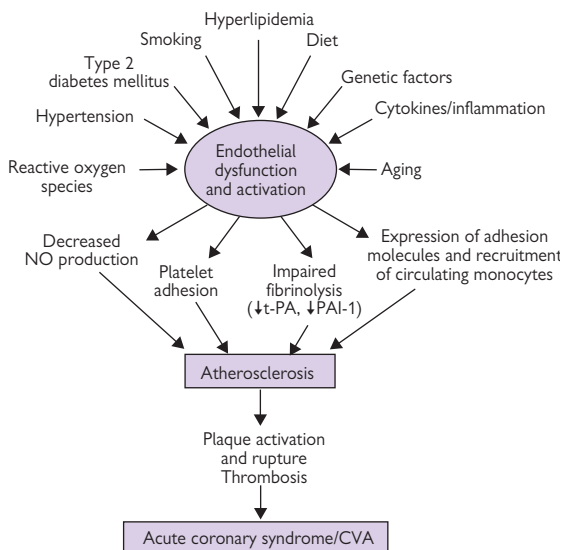 Hyperlipidemia
Smoking
Diet
Type 2
diabetes mellitus
Genetic factors
Hypertension
Cytokines/inflammation
Reactive oxygen
species
Endothelial
dysfunction
and activation
Aging
Decreased
NO production
Platelet
adhesion
Impaired
fibrinolysis
(↓t-PA, ↓PAI-1)
Expression of adhesion
molecules and recruitment
of circulating monocytes
Atherosclerosis
Plaque activation
and rupture
Thrombosis
Acute coronary syndrome/CVA